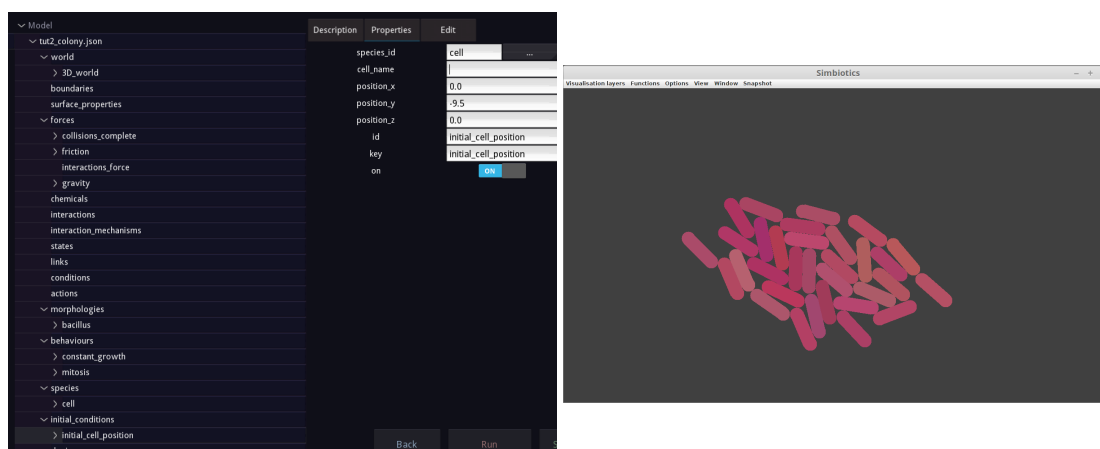 Model
tut2_colony.json
world
3D_world
boundaries
surface_properties
forces
collisions_complete
friction
interactions_force
gravity
chemicals
interactions
interaction_mechanisms
states
links
conditions
actions
morphologies
bacillus
behaviours
constant_growth
mitosis
species
cell
initial_conditions
initial_cell_position
Description Properties Edit
species_id cell ...
cell_name
position_x 0.0
position_y -9.5
position_z 0.0
id initial_cell_position
key initial_cell_position
on ON
Back Run
Simbiotics
Visualisation layers Functions Options View Window Snapshot